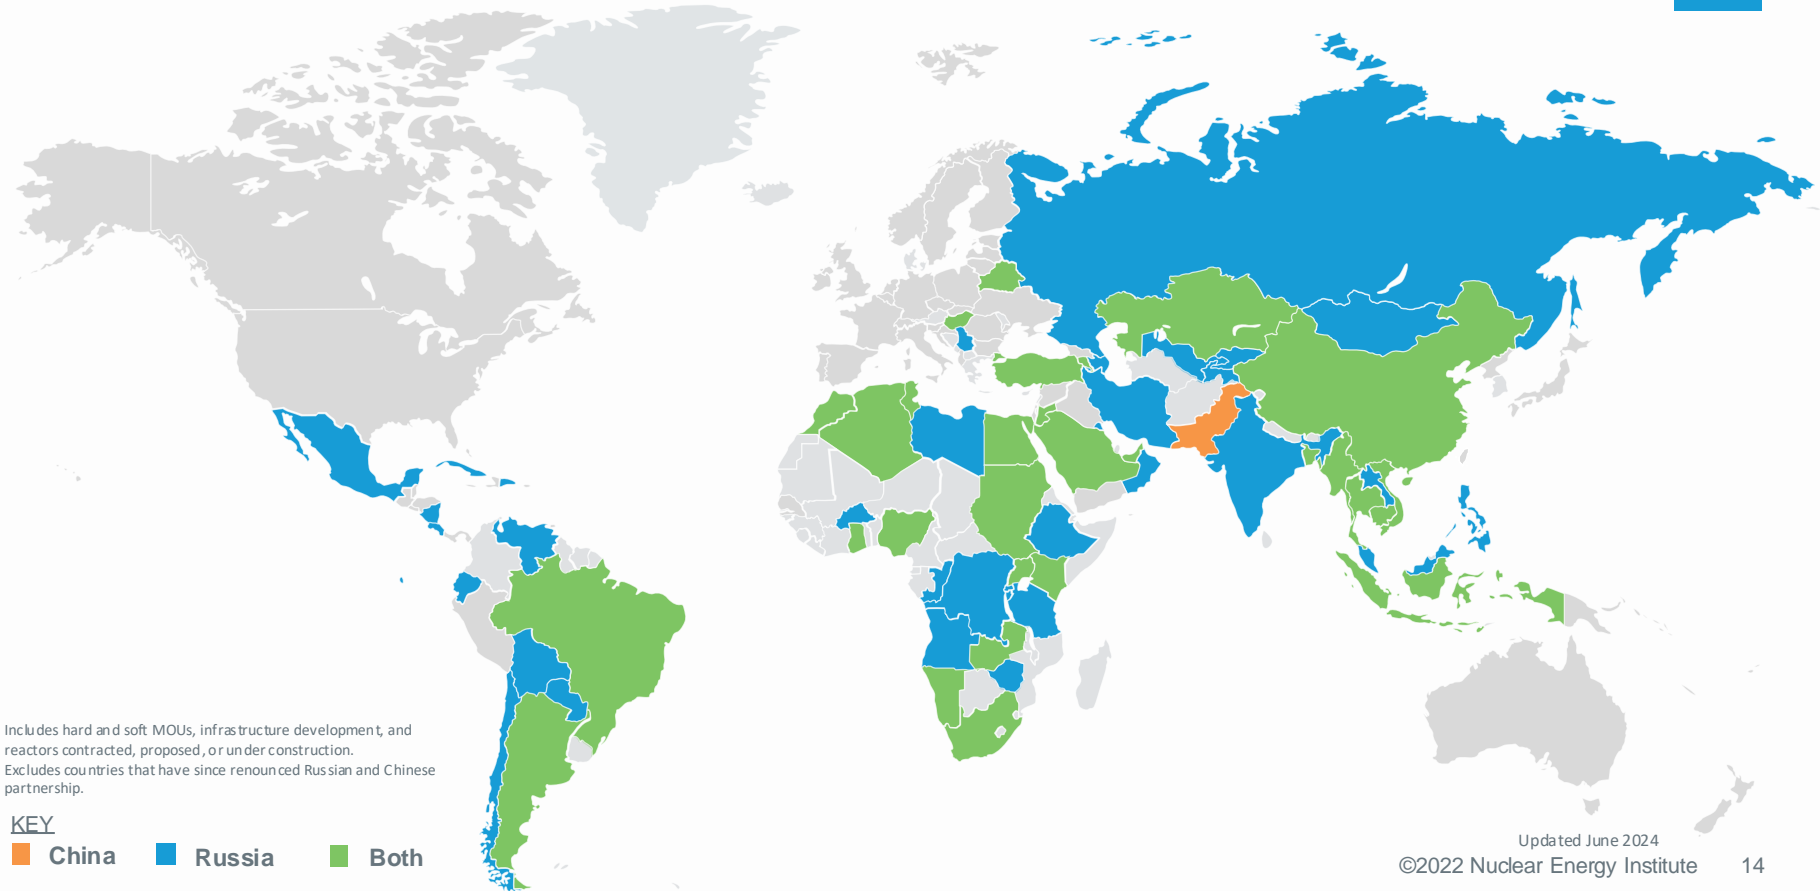 Includes hard and soft MOUs, infrastructure development, and
reactors contracted, proposed, or under construction.
Excludes countries that have since renounced Russian and Chinese
partnership.
KEY
China
Russia
Both
Updated June 2024
©2022 Nuclear Energy Institute 14